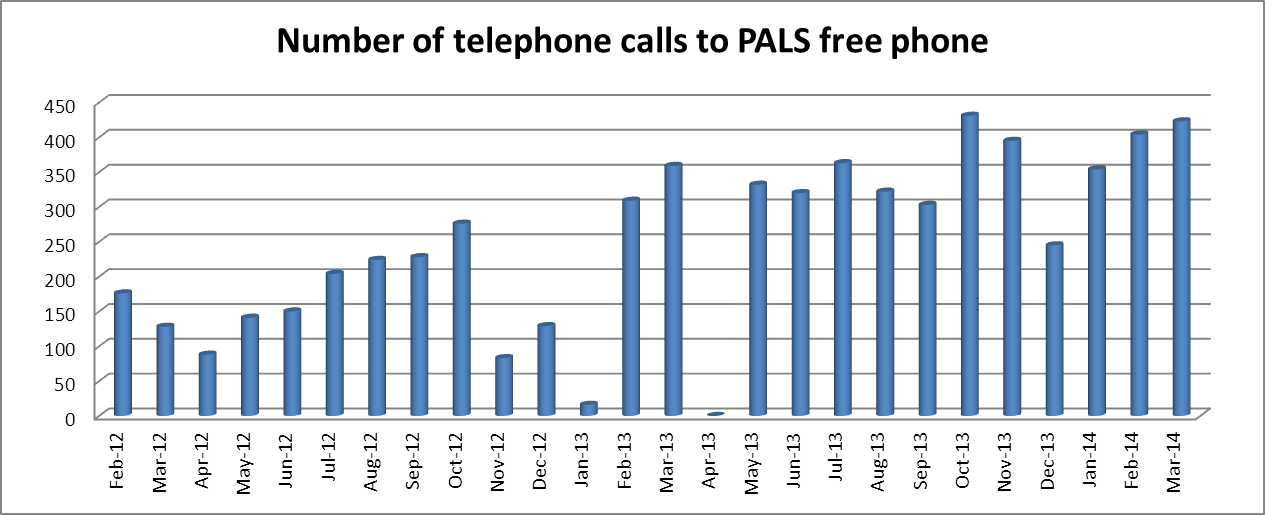 Number of telephone calls to PALS free phone
450
400
350
300
250
200
150
100
50
0
Feb-12
Mar-12
Apr-12
May-12
Jun-12
Jul-12
Aug-12
Sep-12
Oct-12
Nov-12
Dec-12
Jan-13
Feb-13
Mar-13
Apr-13
May-13
Jun-13
Jul-13
Aug-13
Sep-13
Oct-13
Nov-13
Dec-13
Jan-14
Feb-14
Mar-14